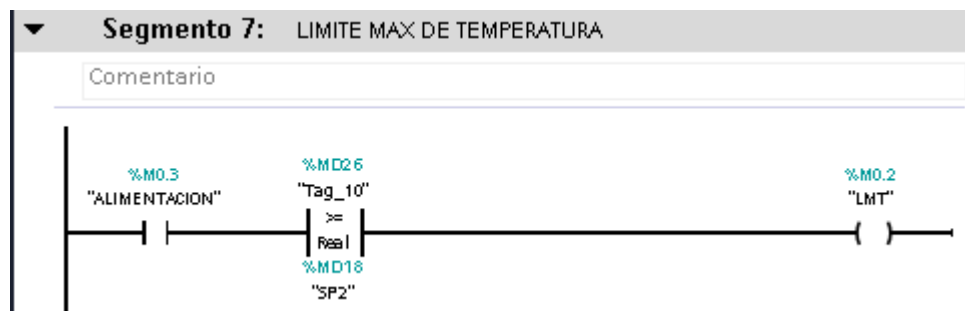 Segmento 7: LIMITE MAX DE TEMPERATURA
Comentario
%M0.3
"ALIMENTACION"
%MD26
"Tag_10"
>=
Real
%MD18
"SP2"
%M0.2
"LMT"